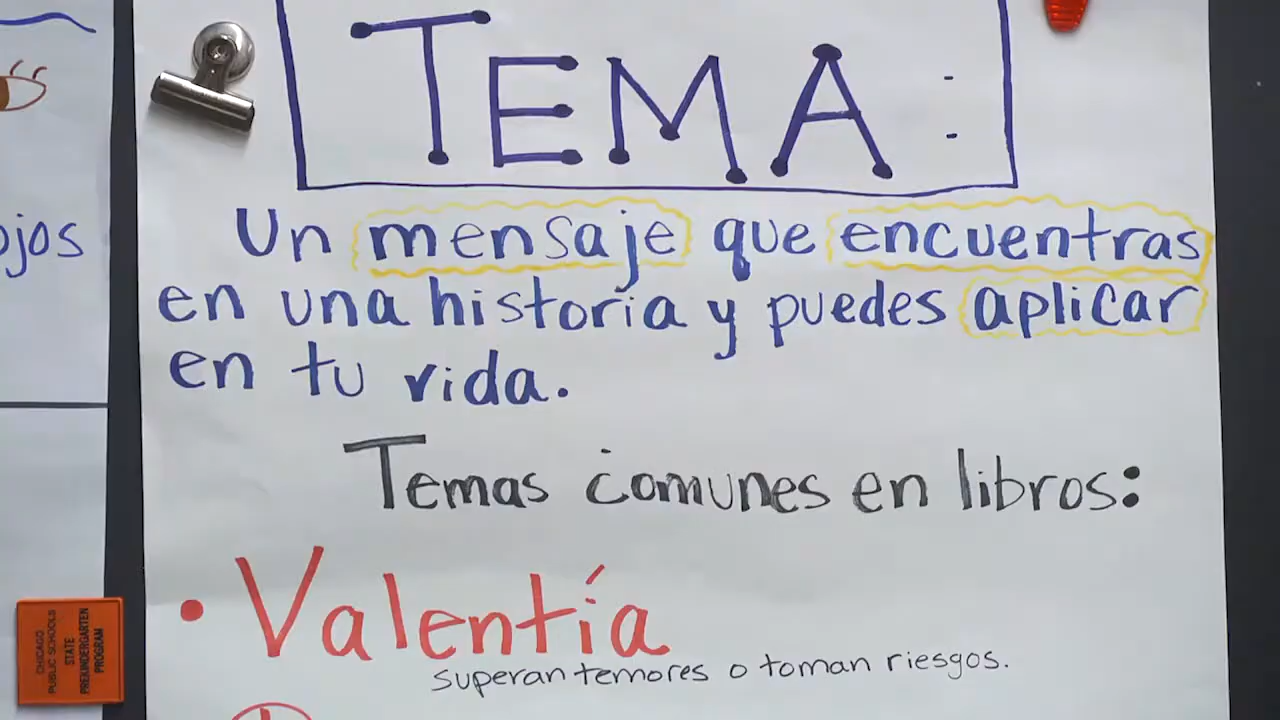 TEMA:
Un mensaje que encuentras
en una historia y puedes aplicar
en tu vida.
Temas comunes en libros:
• Valentía
superan temores o toman riesgos.
ojos
CHICAGO
PUBLIC SCHOOLS
STATE
PREKINDERGARTEN
PROGRAM